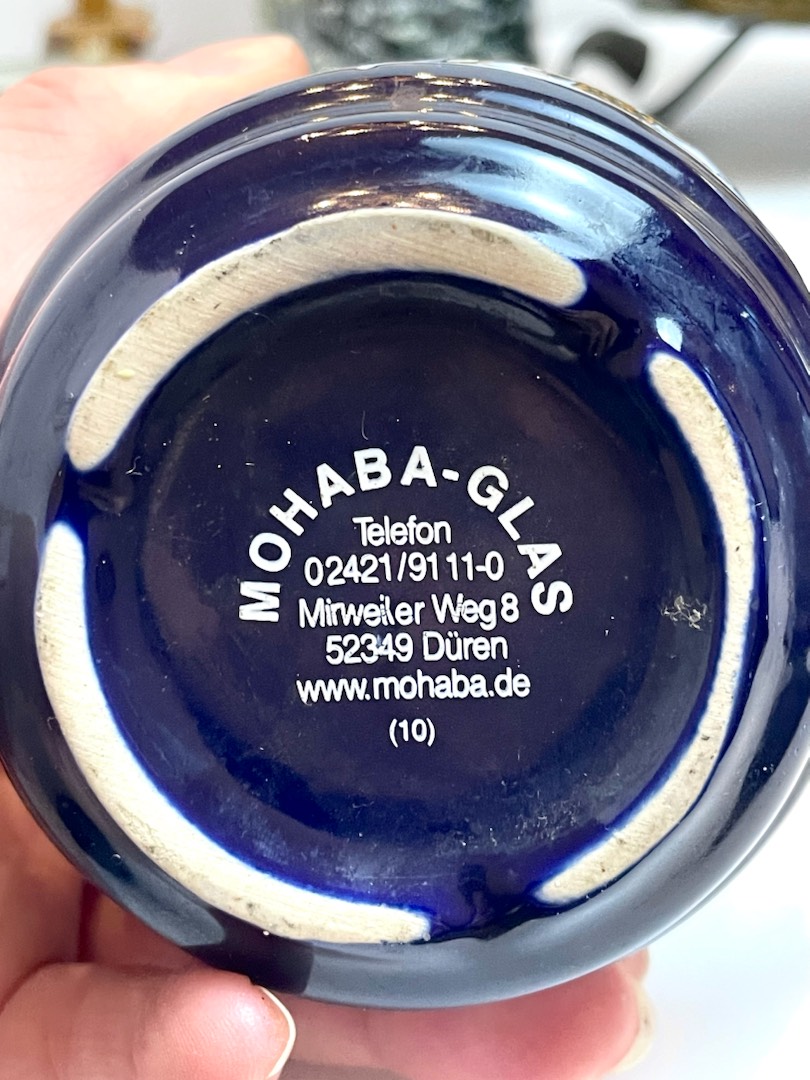 MOHABA-GLAS
Telefon
02421/9111-0
Mirweiler Weg 8
52349 Düren
www.mohaba.de
(10)